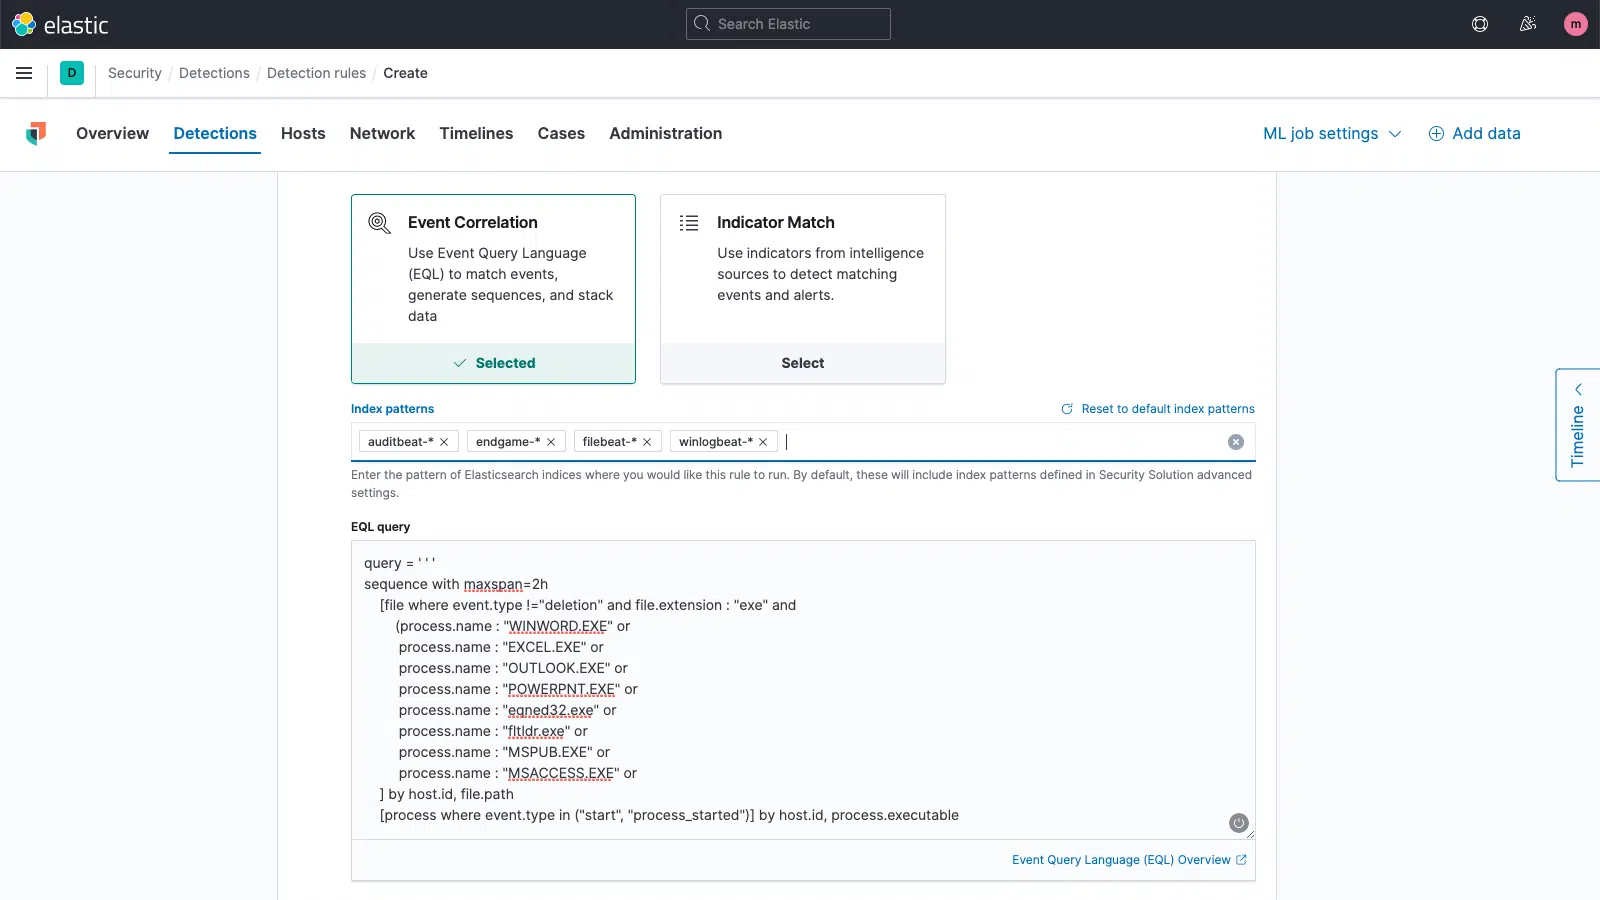 elastic
Search Elastic
m
D
Security / Detections / Detection rules / Create
Overview Detections Hosts Network Timelines Cases Administration
ML job settings
Add data
Event Correlation
Use Event Query Language
(EQL) to match events,
generate sequences, and stack
data
Selected
Indicator Match
Use indicators from intelligence
sources to detect matching
events and alerts.
Select
Index patterns
Reset to default index patterns
auditbeat-* endgame-* filebeat-* winlogbeat-*
Enter the pattern of Elasticsearch indices where you would like this rule to run. By default, these will include index patterns defined in Security Solution advanced
settings.
Timeline
EQL query
query = ' ' '
sequence with maxspan=2h
[file where event.type !="deletion" and file.extension : "exe" and
(process.name : "WINWORD.EXE" or
process.name : "EXCEL.EXE" or
process.name : "OUTLOOK.EXE" or
process.name : "POWERPNT.EXE" or
process.name : "eqned32.exe" or
process.name : "fltldr.exe" or
process.name : "MSPUB.EXE" or
process.name : "MSACCESS.EXE" or
] by host.id, file.path
[process where event.type in ("start", "process_started")] by host.id, process.executable
Event Query Language (EQL) Overview